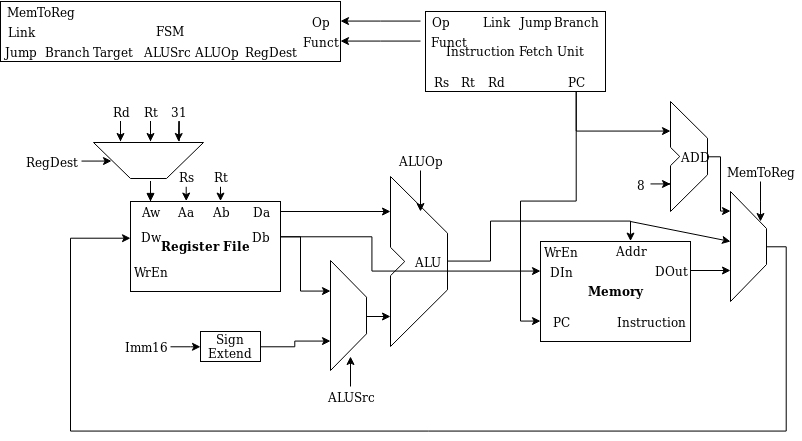 MemToReg
Link
FSM
Op
Jump Branch Target ALUSrc ALUOp RegDest
Funct
Op Link Jump Branch
Funct
Instruction Fetch Unit
Rs Rt Rd PC
Rd Rt 31
RegDest
Rs Rt
ALUOp
ADD
8
MemToReg
Aw Aa Ab Da
Dw Register File Db
WrEn
ALU
WrEn Addr
DIn DOut
Memory
PC Instruction
Imm16
Sign
Extend
ALUSrc